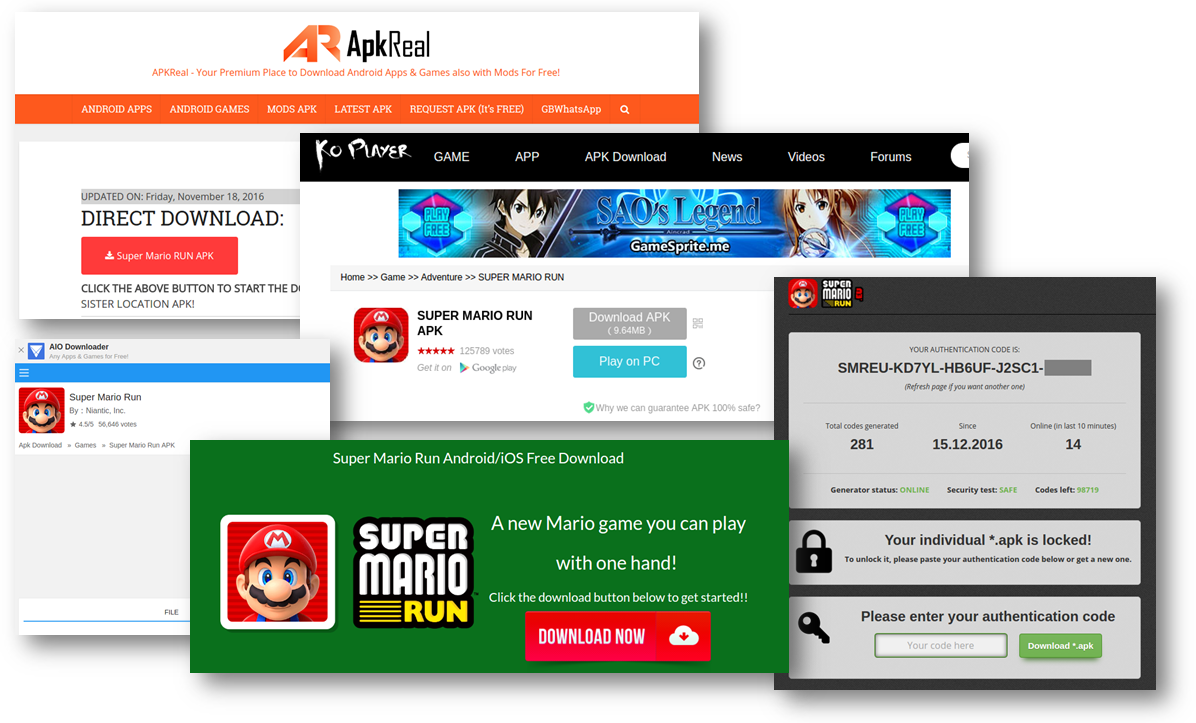 AR ApkReal
APKReal - Your Premium Place to Download Android Apps & Games also with Mods For Free!
ANDROID APPS ANDROID GAMES MODS APK LATEST APK REQUEST APK (It's FREE) GBWhatsApp
UPDATED ON: Friday, November 18, 2016
DIRECT DOWNLOAD:
Super Mario RUN APK
CLICK THE ABOVE BUTTON TO START THE DO
SISTER LOCATION APK!
KO PLAYER GAME APP APK Download News Videos Forums
PLAY FREE SAO's Legend PLAY FREE
Aincrad
GameSprite.me
Home >> Game >> Adventure >> SUPER MARIO RUN
SUPER MARIO RUN
APK
125789 votes
Get it on Google play
Download APK
( 9.64MB )
Play on PC
?
Why we can guarantee APK 100% safe?
AIO Downloader
Any Apps & Games for Free!
Super Mario Run
By : Niantic, Inc.
4.5/5 56,646 votes
Apk Download » Games » Super Mario Run APK
FILE
Super Mario Run Android/iOS Free Download
SUPER
MARIO
RUN
TM
A new Mario game you can play
with one hand!
Click the download button below to get started!!
DOWNLOAD NOW
SUPER
MARIO
RUN
YOUR AUTHENTICATION CODE IS:
SMREU-KD7YL-HB6UF-J2SC1-
(Refresh page if you want another one)
Total codes generated Since Online (in last 10 minutes)
281 15.12.2016 14
Generator status: ONLINE Security test: SAFE Codes left: 98719
Your individual *.apk is locked!
To unlock it, please paste your authentication code below or get a new one.
Please enter your authentication code
Your code here Download *.apk